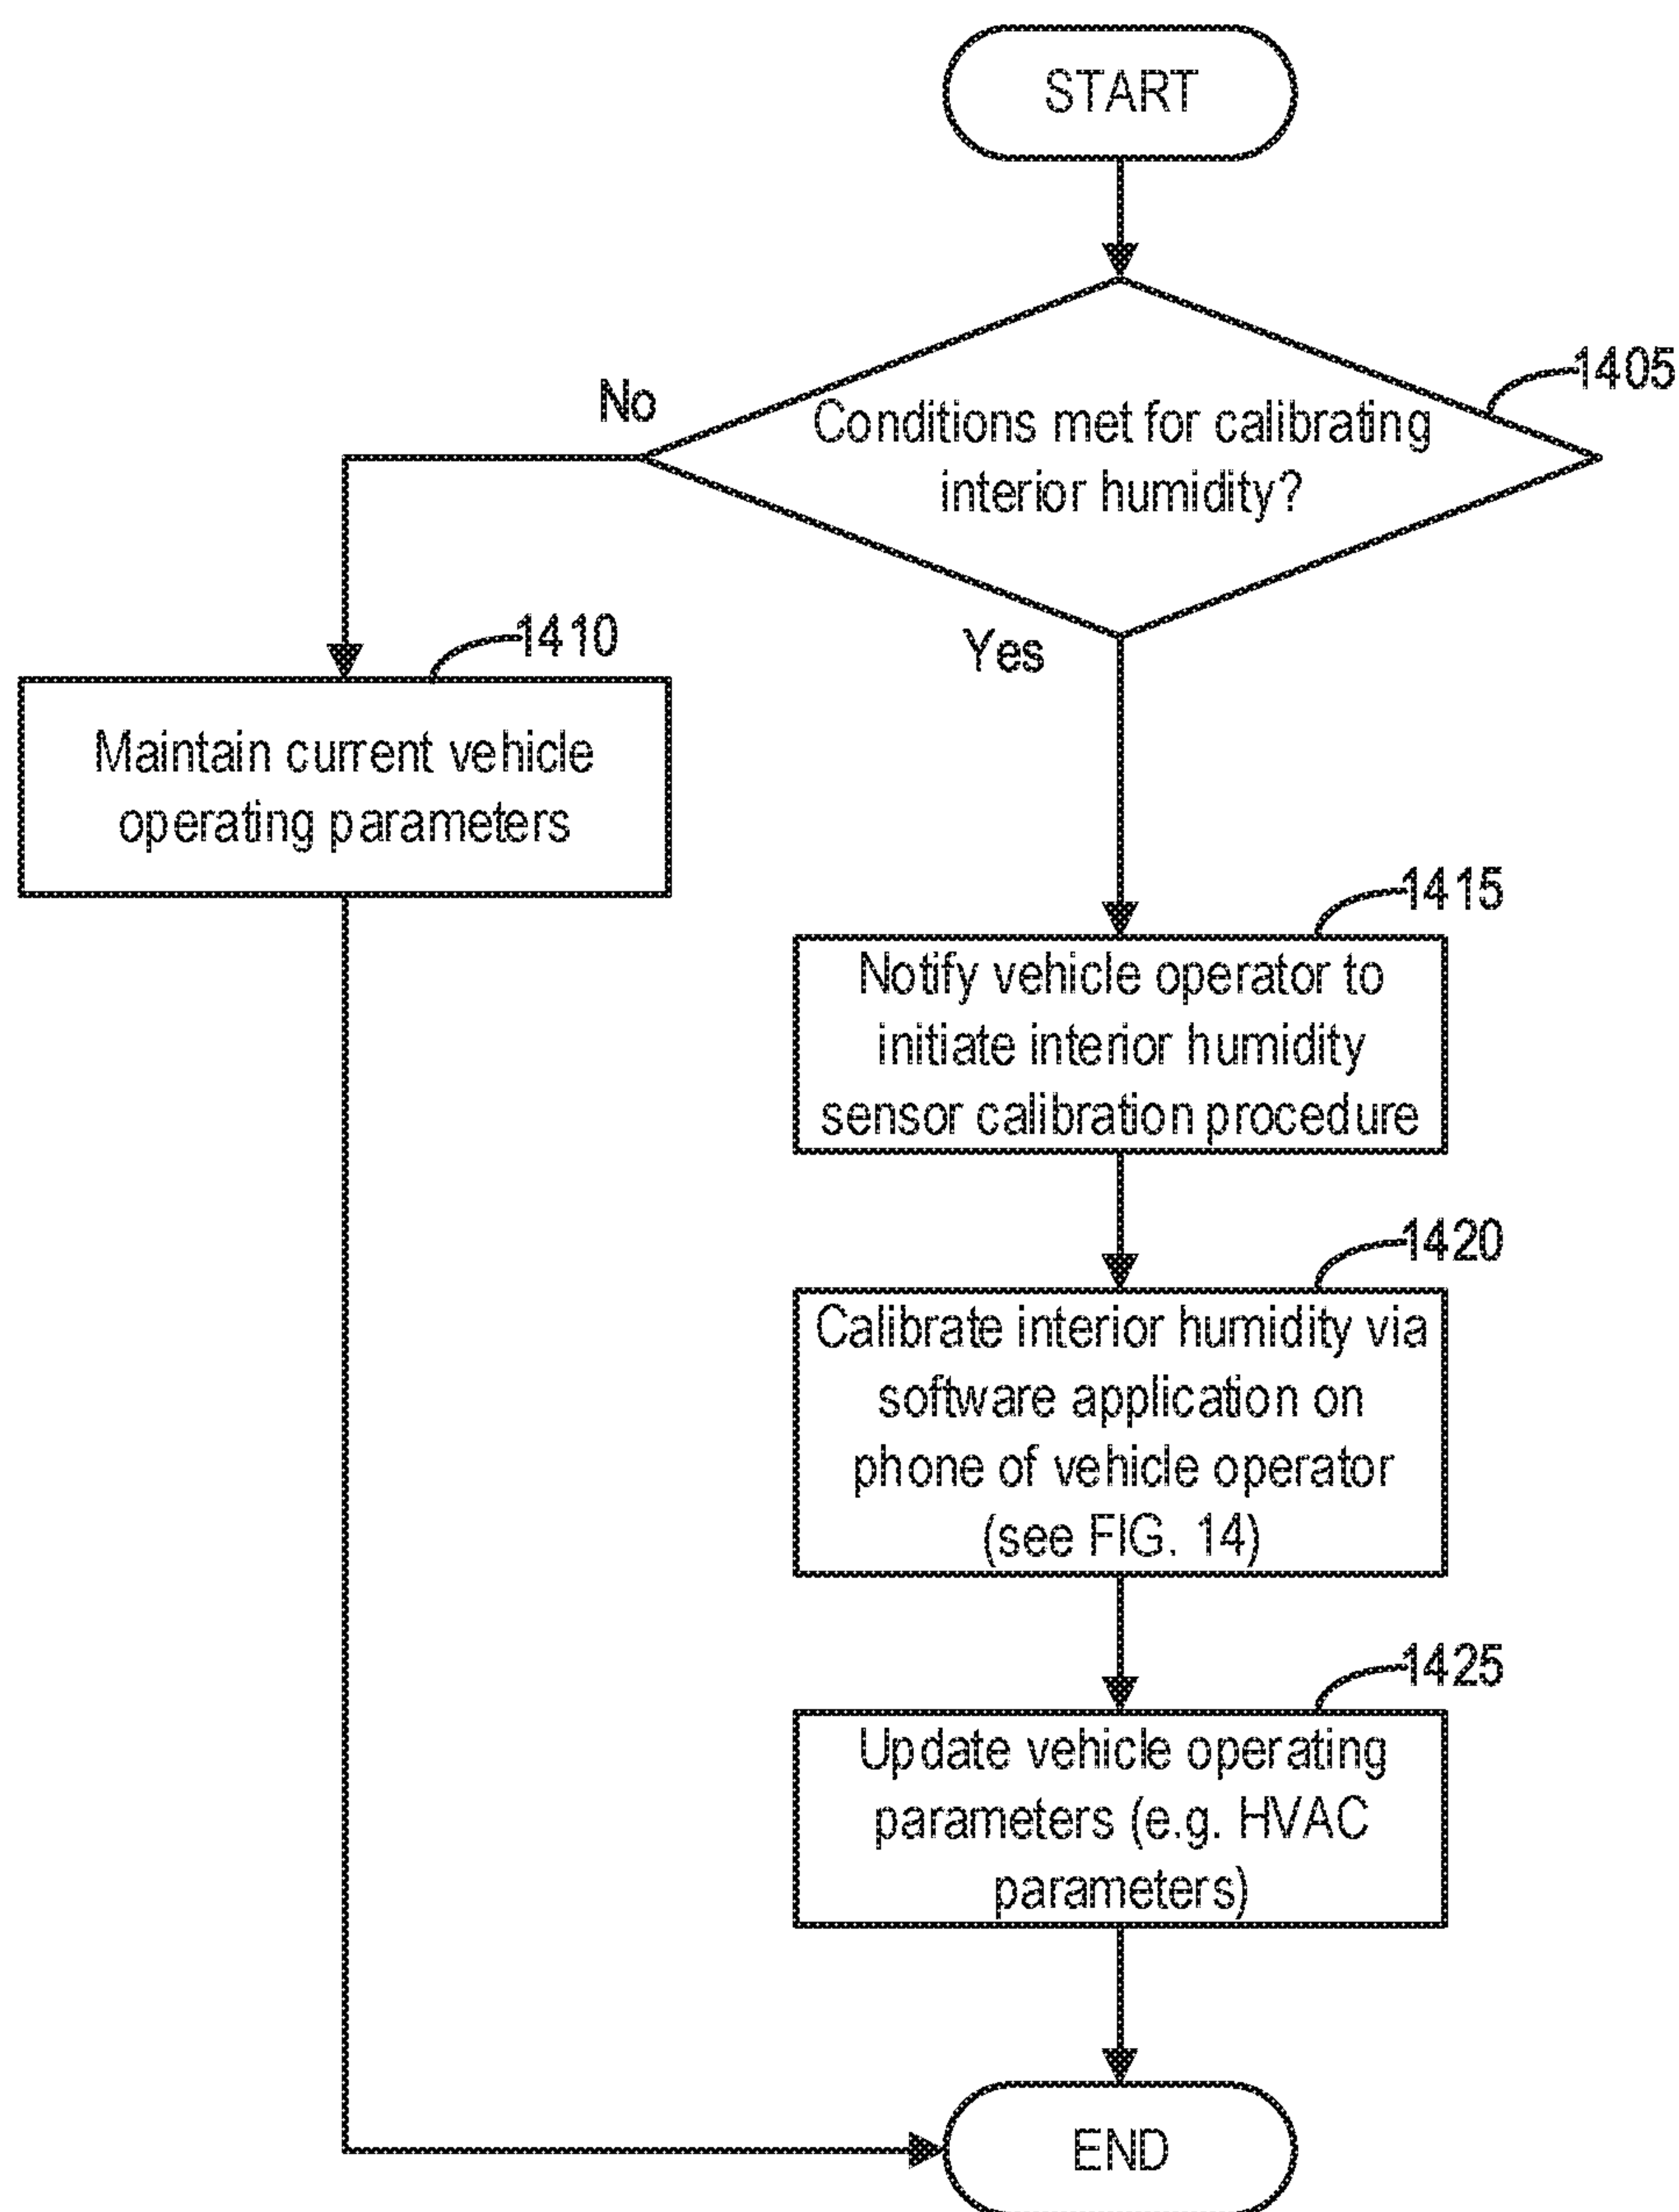 START
1405
Conditions met for calibrating
interior humidity?
No
Yes
1410
Maintain current vehicle
operating parameters
1415
Notify vehicle operator to
initiate interior humidity
sensor calibration procedure
1420
Calibrate interior humidity via
software application on
phone of vehicle operator
(see FIG. 14)
1425
Update vehicle operating
parameters (e.g. HVAC
parameters)
END